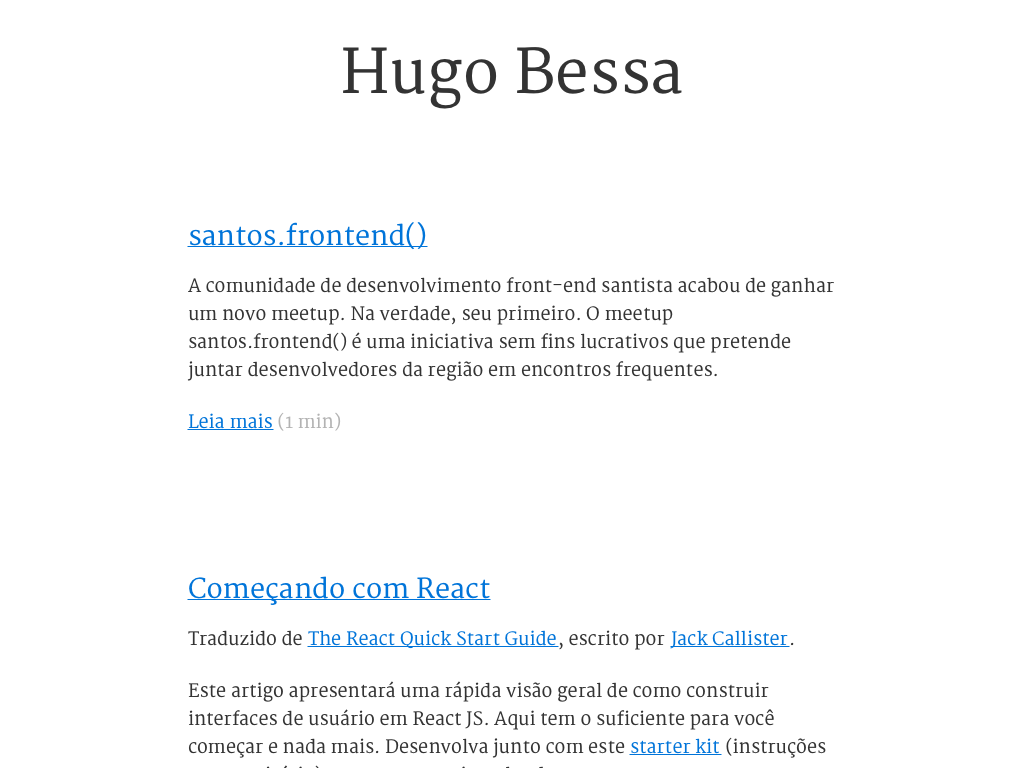 Hugo Bessa
santos.frontend()
A comunidade de desenvolvimento front-end santista acabou de ganhar
um novo meetup. Na verdade, seu primeiro. O meetup
santos.frontend() é uma iniciativa sem fins lucrativos que pretende
juntar desenvolvedores da região em encontros frequentes.
Leia mais (1 min)
Começando com React
Traduzido de The React Quick Start Guide, escrito por Jack Callister.
Este artigo apresentará uma rápida visão geral de como construir
interfaces de usuário em React JS. Aqui tem o suficiente para você
começar e nada mais. Desenvolva junto com este starter kit (instruções